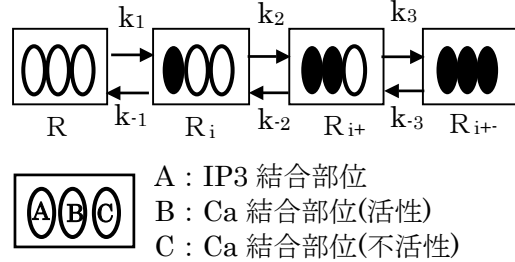 k1 k2 k3
k-1 k-2 k-3
R Ri Ri+ Ri+-
A B C
A:IP3 結合部位
B:Ca 結合部位(活性)
C:Ca 結合部位(不活性)